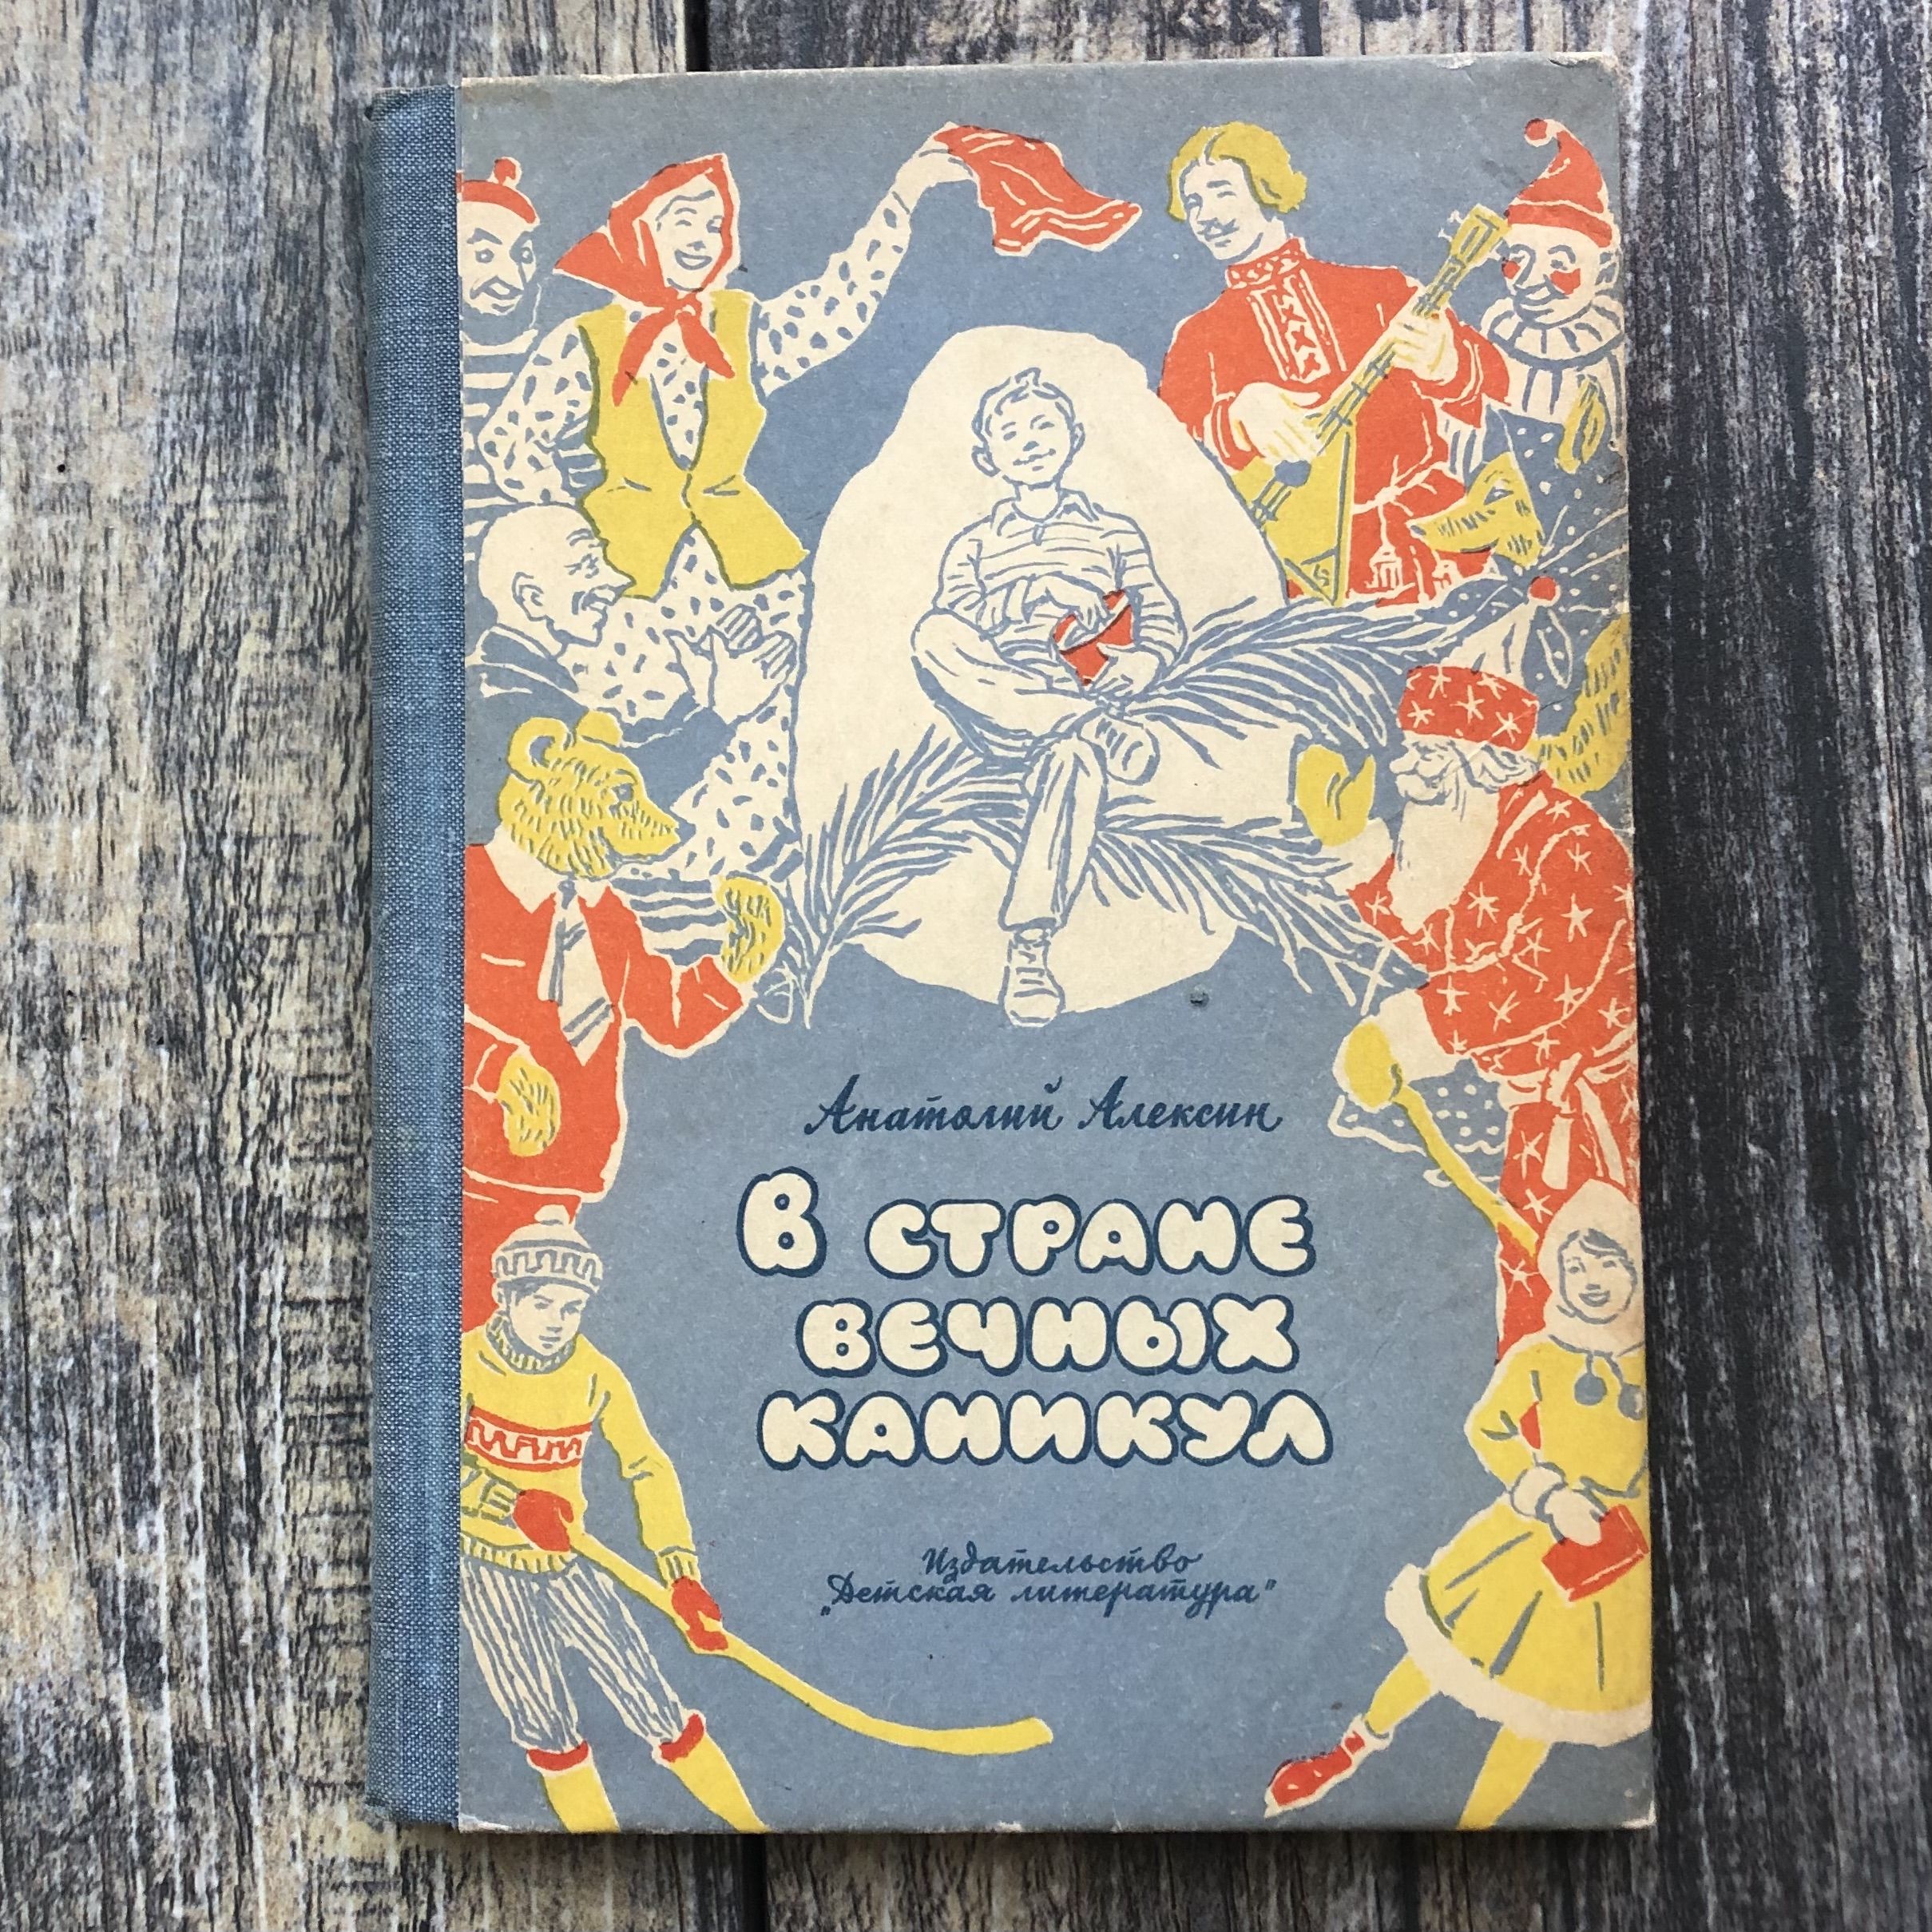 Анатолий Алексин
В СТРАНЕ
ВЕЧНЫХ
КАНИКУЛ
Издательство
„Детская литература"